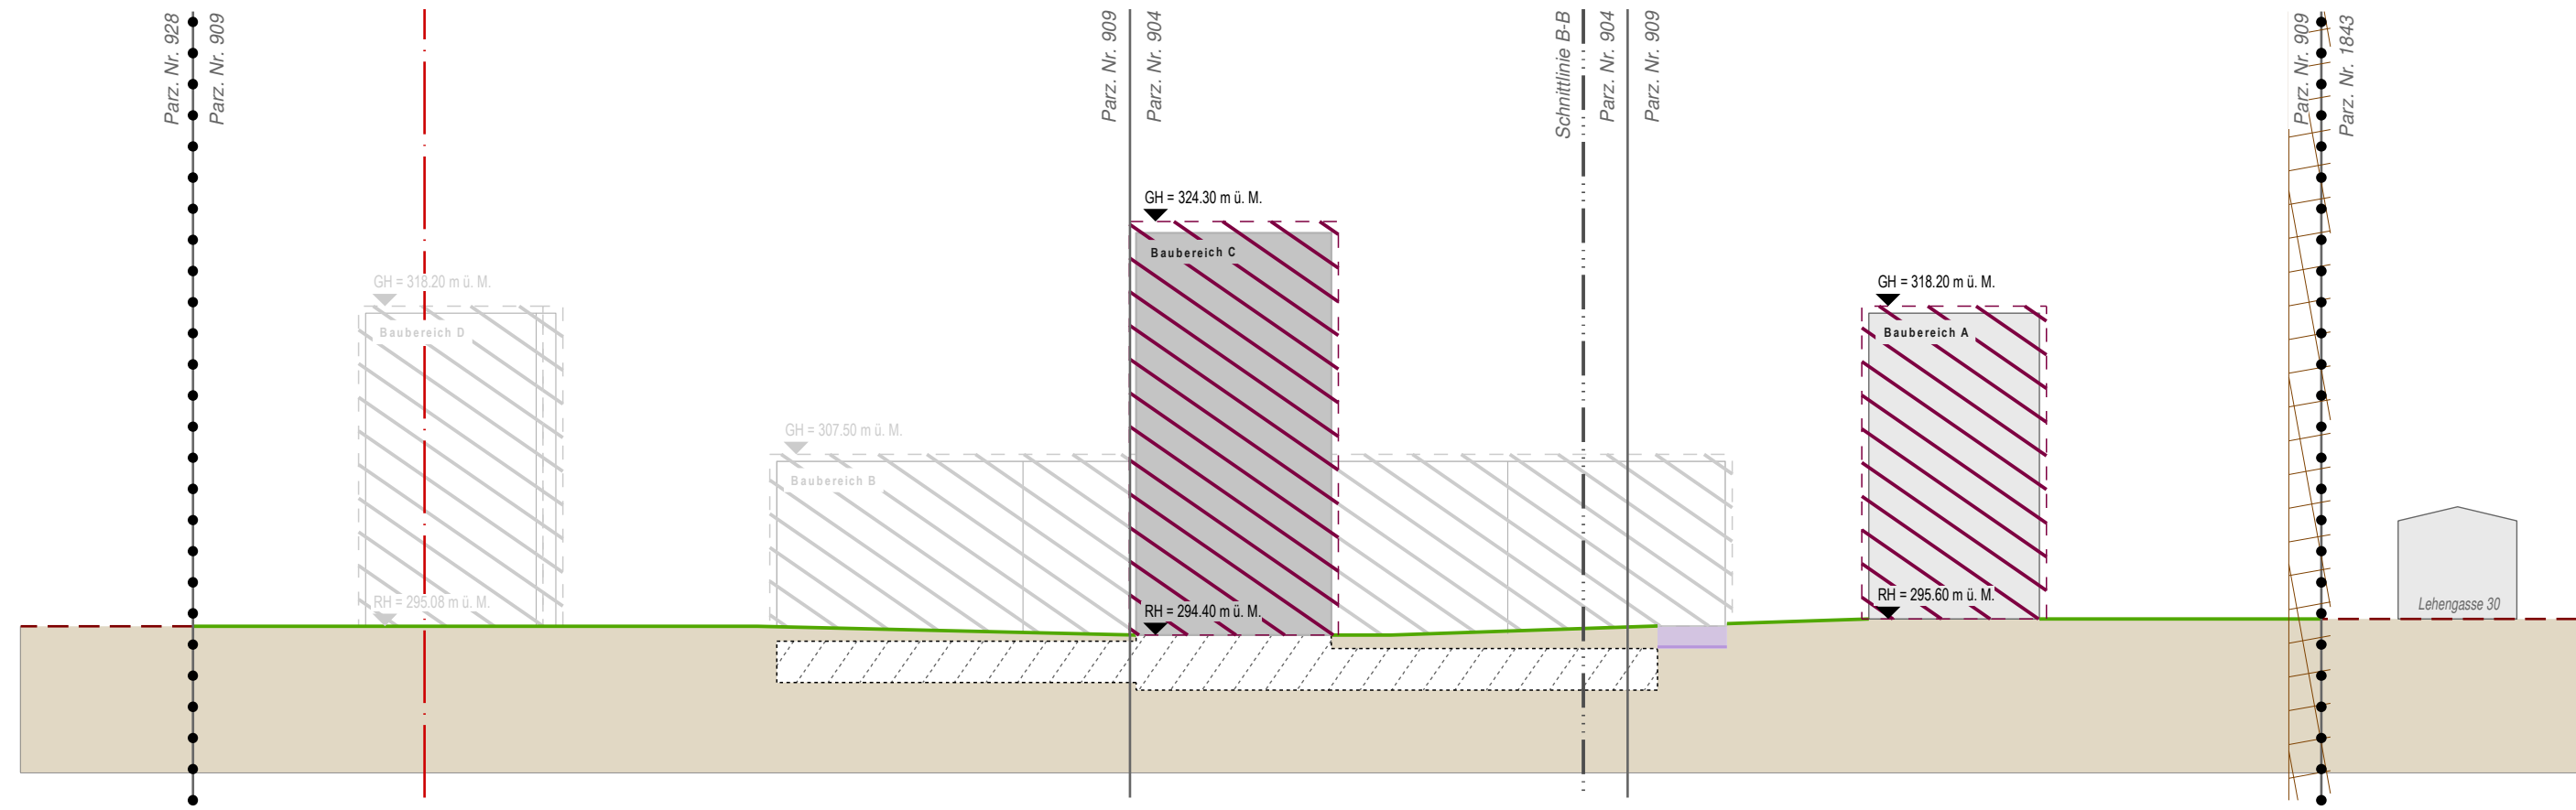 Parz. Nr. 928
Parz. Nr. 909
Parz. Nr. 909
Parz. Nr. 904
Schnittlinie B-B
Parz. Nr. 904
Parz. Nr. 909
Parz. Nr. 909
Parz. Nr. 1843
GH = 324.30 m ü. M.
Baubereich C
GH = 318.20 m ü. M.
Baubereich D
GH = 318.20 m ü. M.
Baubereich A
GH = 307.50 m ü. M.
Baubereich B
RH = 295.08 m ü. M.
RH = 294.40 m ü. M.
RH = 295.60 m ü. M.
Lehengasse 30